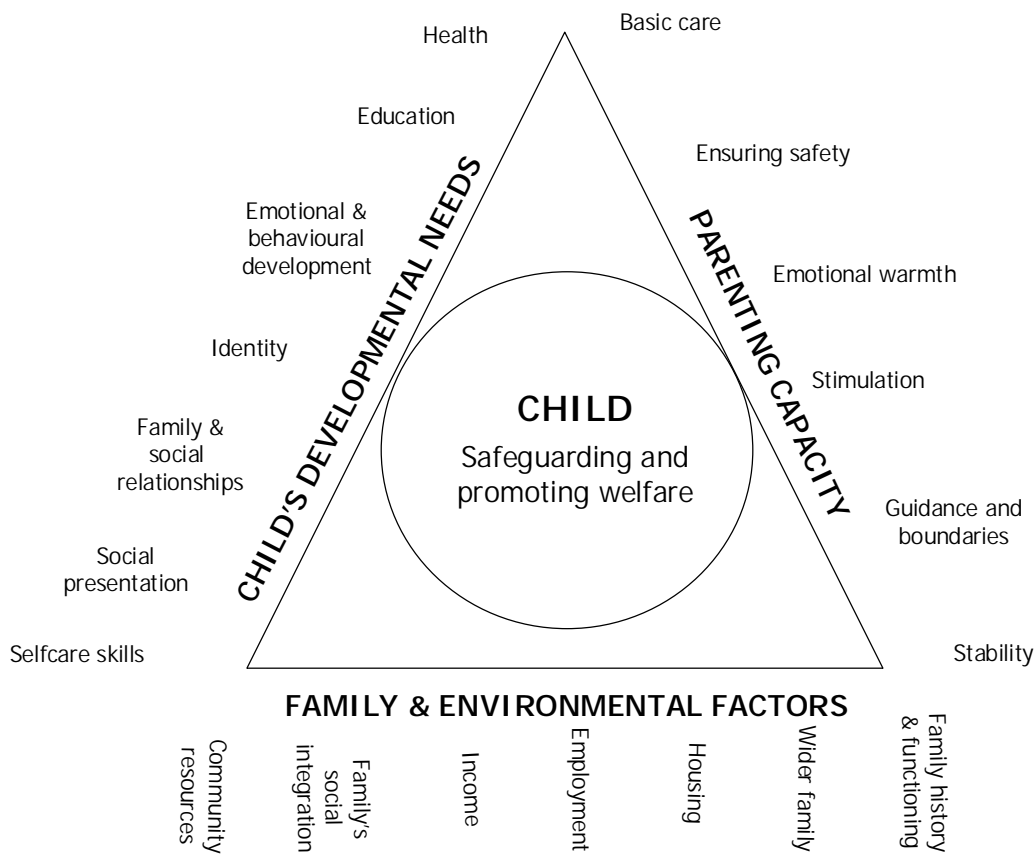 Health
Education
Emotional &
behavioural
development
Identity
Family &
social
relationships
Social
presentation
Selfcare skills
CHILD'S DEVELOPMENTAL NEEDS
CHILD
Safeguarding and
promoting welfare
PARENTING CAPACITY
Basic care
Ensuring safety
Emotional warmth
Stimulation
Guidance and
boundaries
Stability
FAMILY & ENVIRONMENTAL FACTORS
Community
resources
Family's
social
integration
Income
Employment
Housing
Wider family
Family history
& functioning